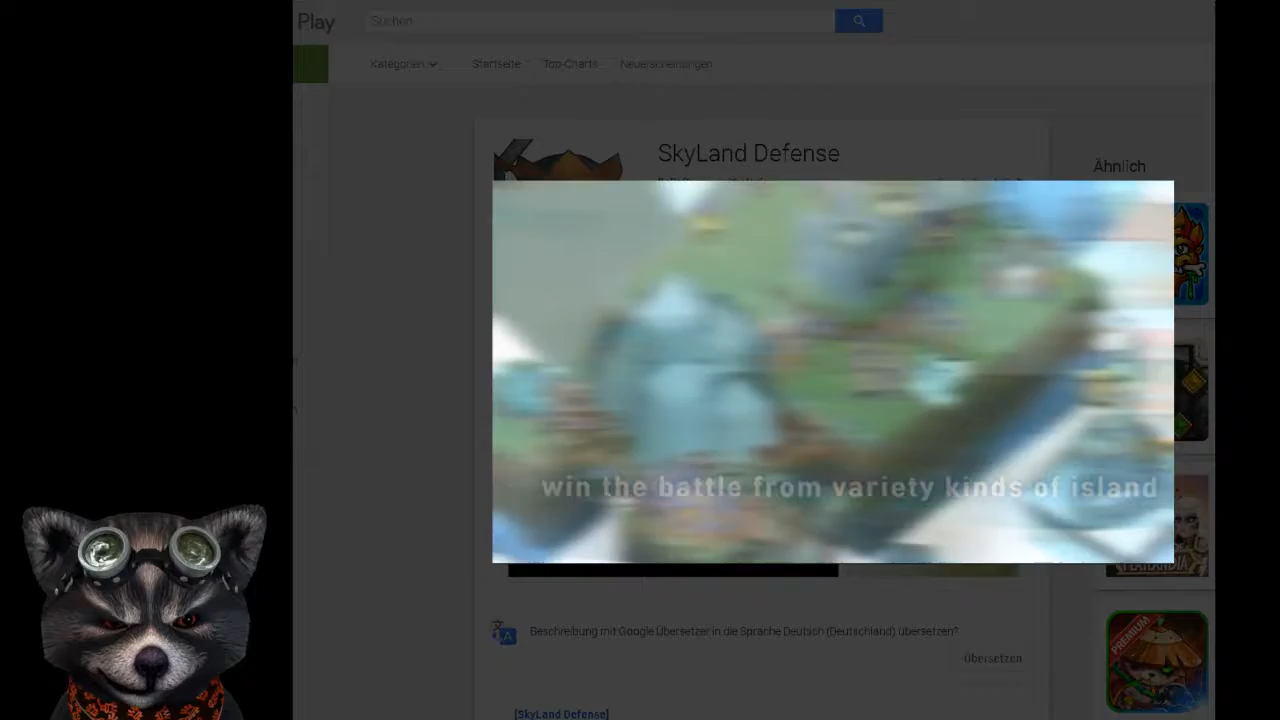 Play
Suchen
Kategorien
Startseite
Top-Charts
Neuerscheinungen
SkyLand Defense
Ähnlich
win the battle from variety kinds of island
PREMIUM
Beschreibung mit Google Übersetzer in die Sprache Deutsch (Deutschland) übersetzen?
Übersetzen
[SkyLand Defense]